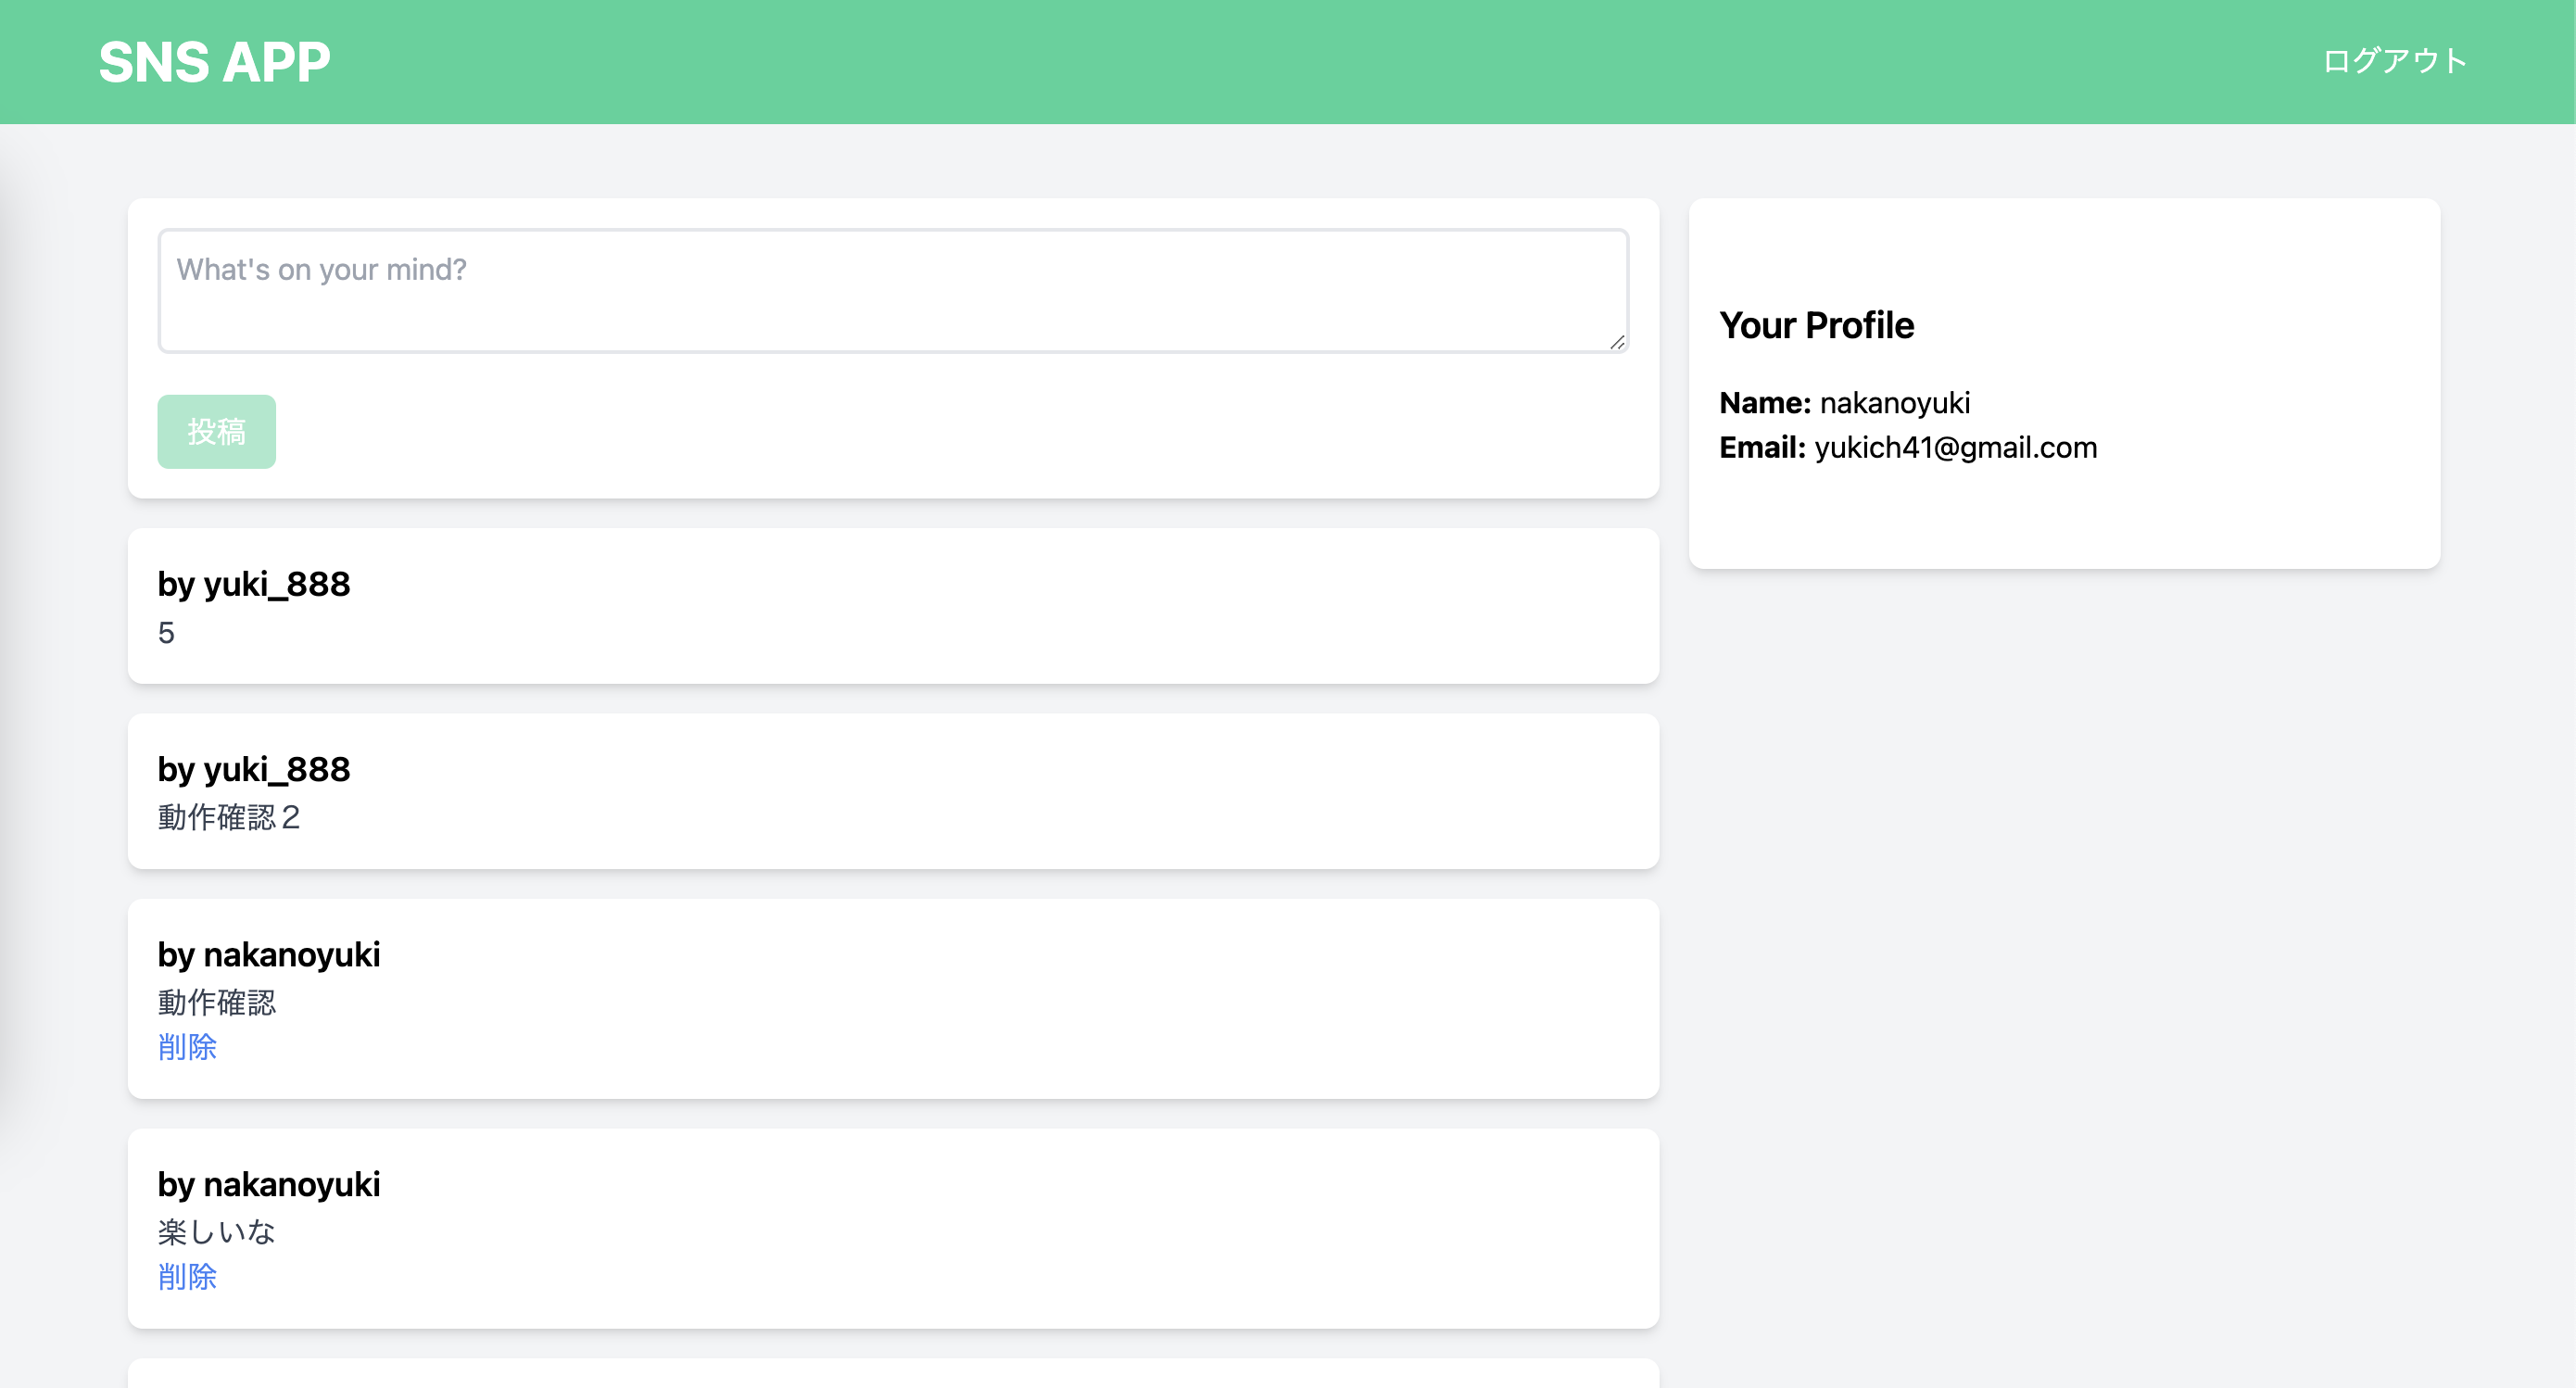 SNS APP
ログアウト
What's on your mind?
投稿
by yuki_888
5
by yuki_888
動作確認２
by nakanoyuki
動作確認
削除
by nakanoyuki
楽しいな
削除
Your Profile
Name: nakanoyuki
Email: yukich41@gmail.com